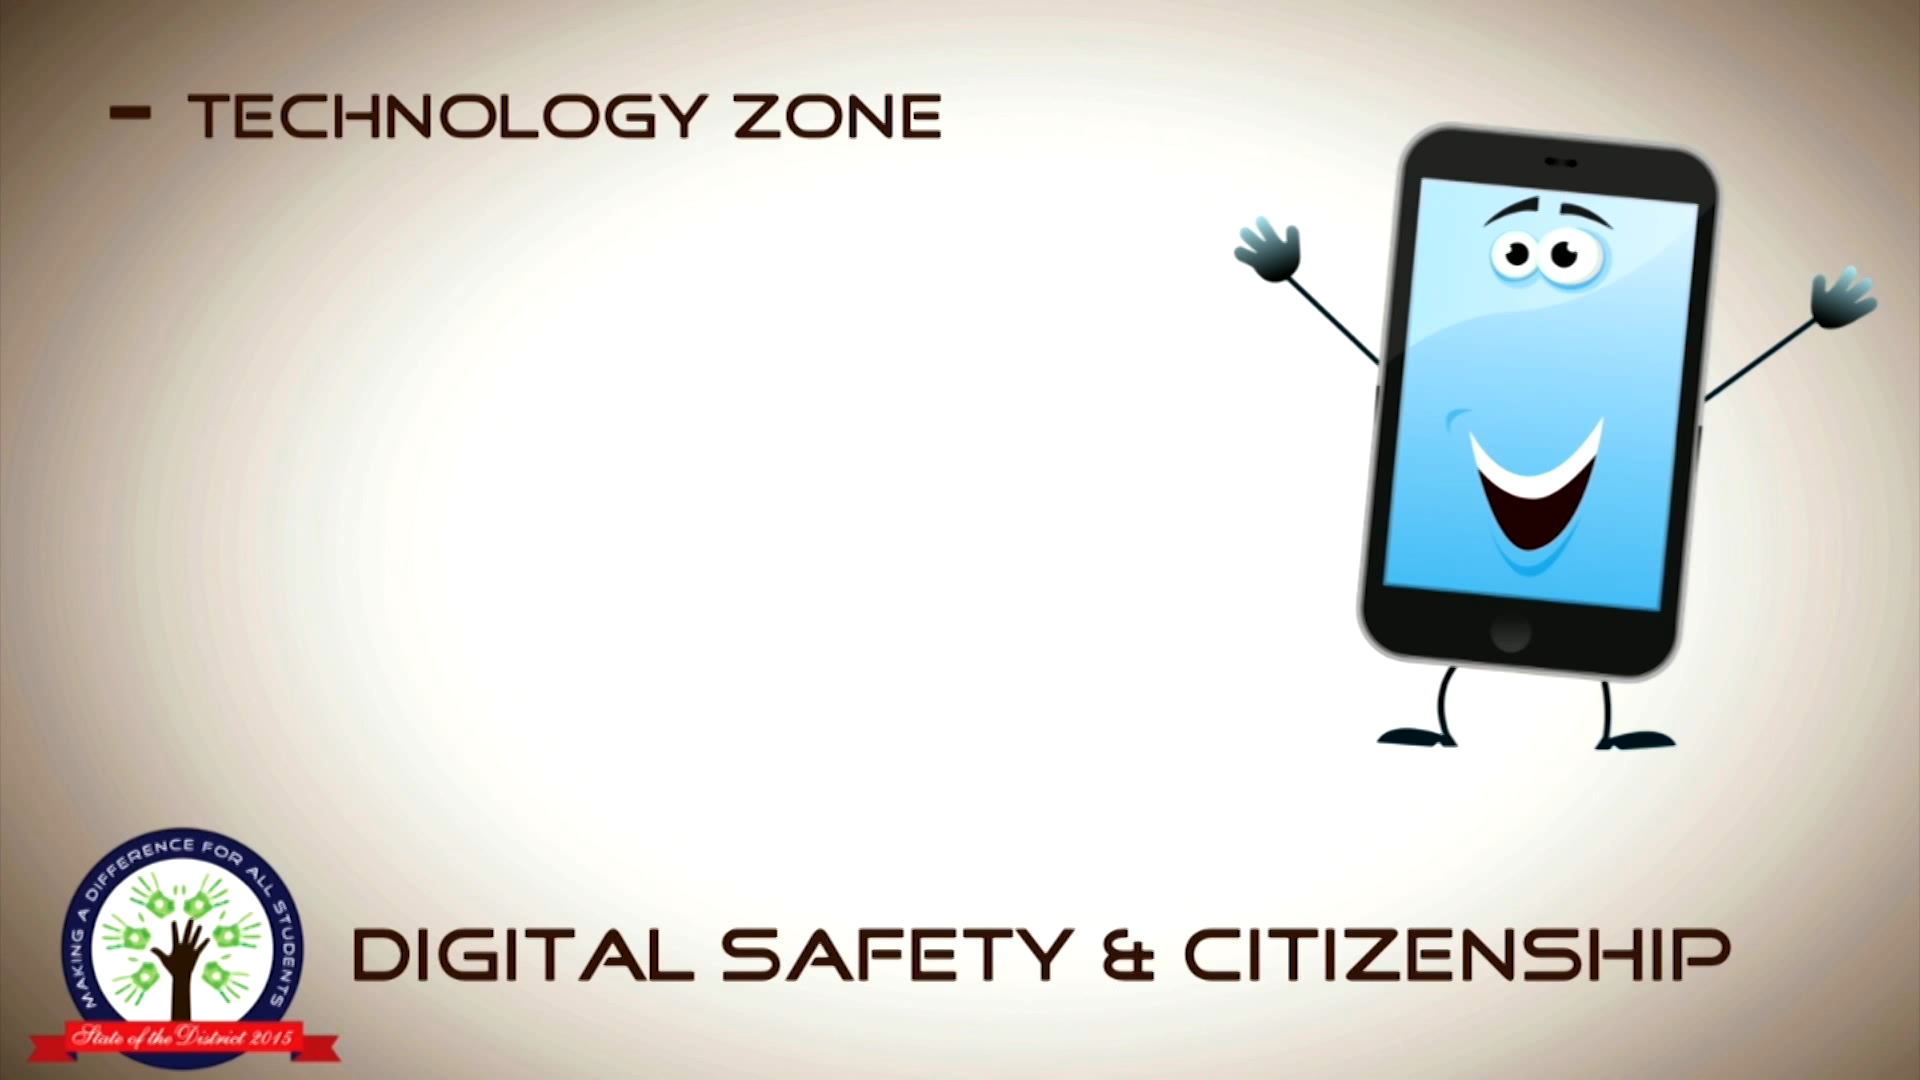 - TECHNOLOGY ZONE
MAKING A DIFFERENCE FOR ALL STUDENTS
State of the District 2015
DIGITAL SAFETY & CITIZENSHIP